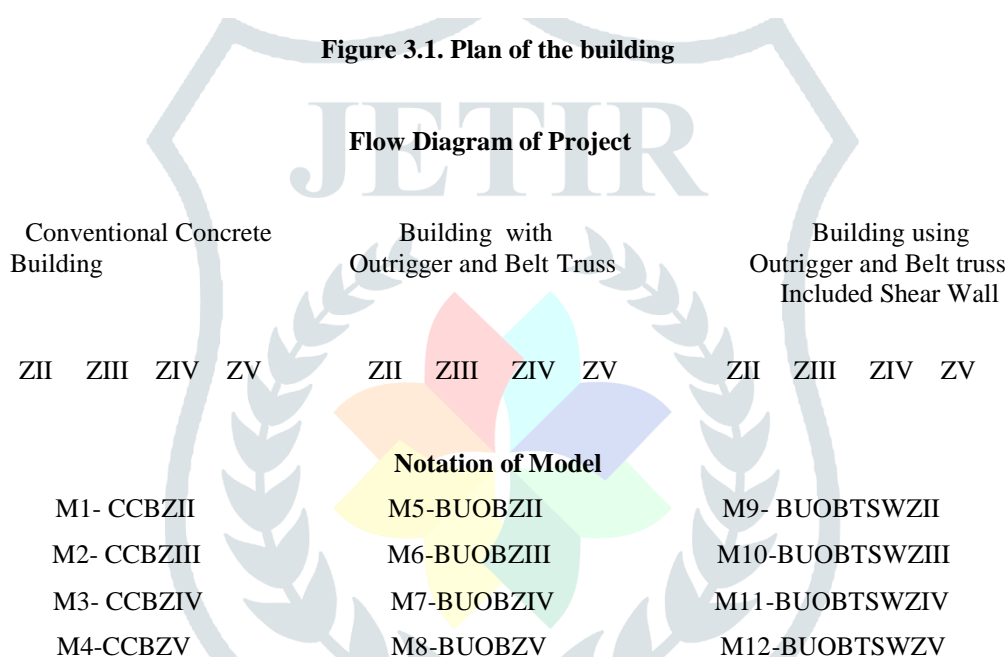 Figure 3.1. Plan of the building
JETIR
Flow Diagram of Project
Conventional Concrete
Building
Building with
Outrigger and Belt Truss
Building using
Outrigger and Belt truss
Included Shear Wall
ZII ZIII ZIV ZV
ZII ZIII ZIV ZV
ZII ZIII ZIV ZV
Notation of Model
M1- CCBZII
M2- CCBZIII
M3- CCBZIV
M4-CCBZV
M5-BUOBZII
M6-BUOBZIII
M7-BUOBZIV
M8-BUOBZV
M9- BUOBTSWZII
M10-BUOBTSWZIII
M11-BUOBTSWZIV
M12-BUOBTSWZV